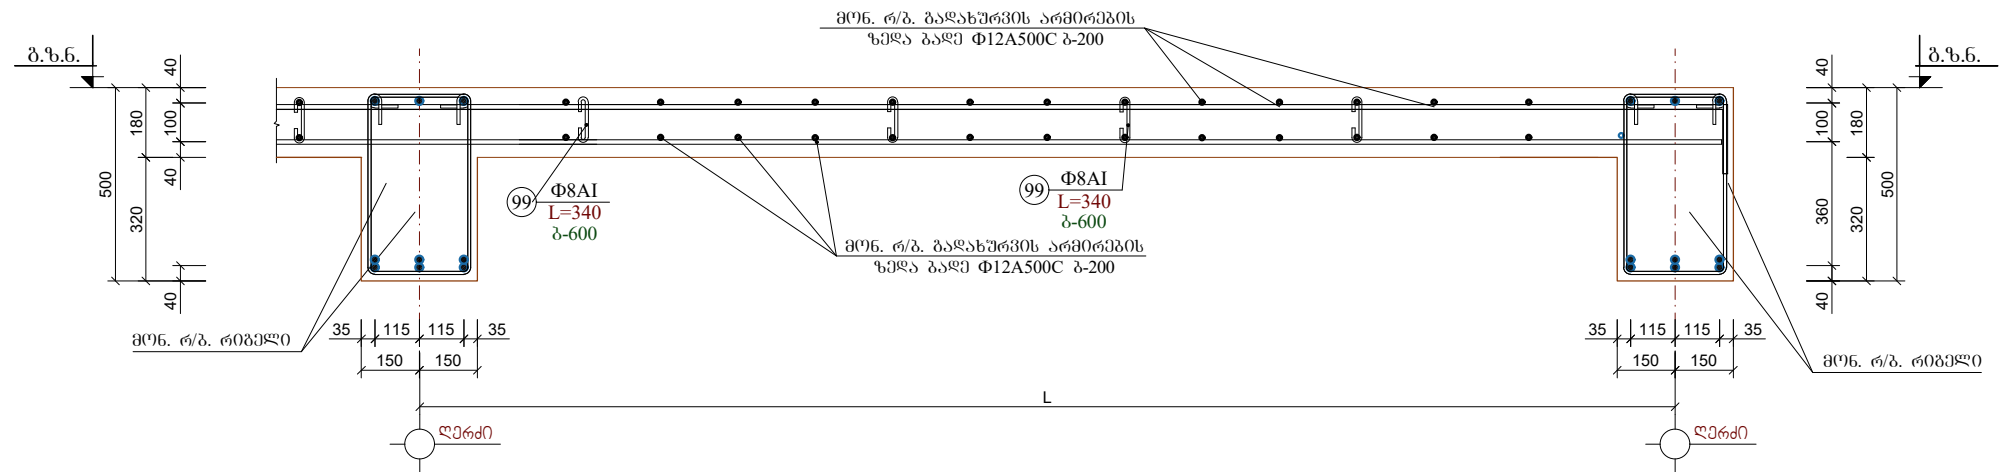 მონ. რ/ბ. გადახურვის არმირების
ზედა ბადე Φ12A500C ბ-200
გ.ზ.ნ.
გ.ზ.ნ.
40
100
40
180
500
320
40
40
100
180
500
360
320
40
99
Φ8AI
L=340
ბ-600
99
Φ8AI
L=340
ბ-600
მონ. რ/ბ. გადახურვის არმირების
ზედა ბადე Φ12A500C ბ-200
მონ. რ/ბ. რიგელი
35 115 115 35
150 150
35 115 115 35
150 150
მონ. რ/ბ. რიგელი
L
ღერძი
ღერძი